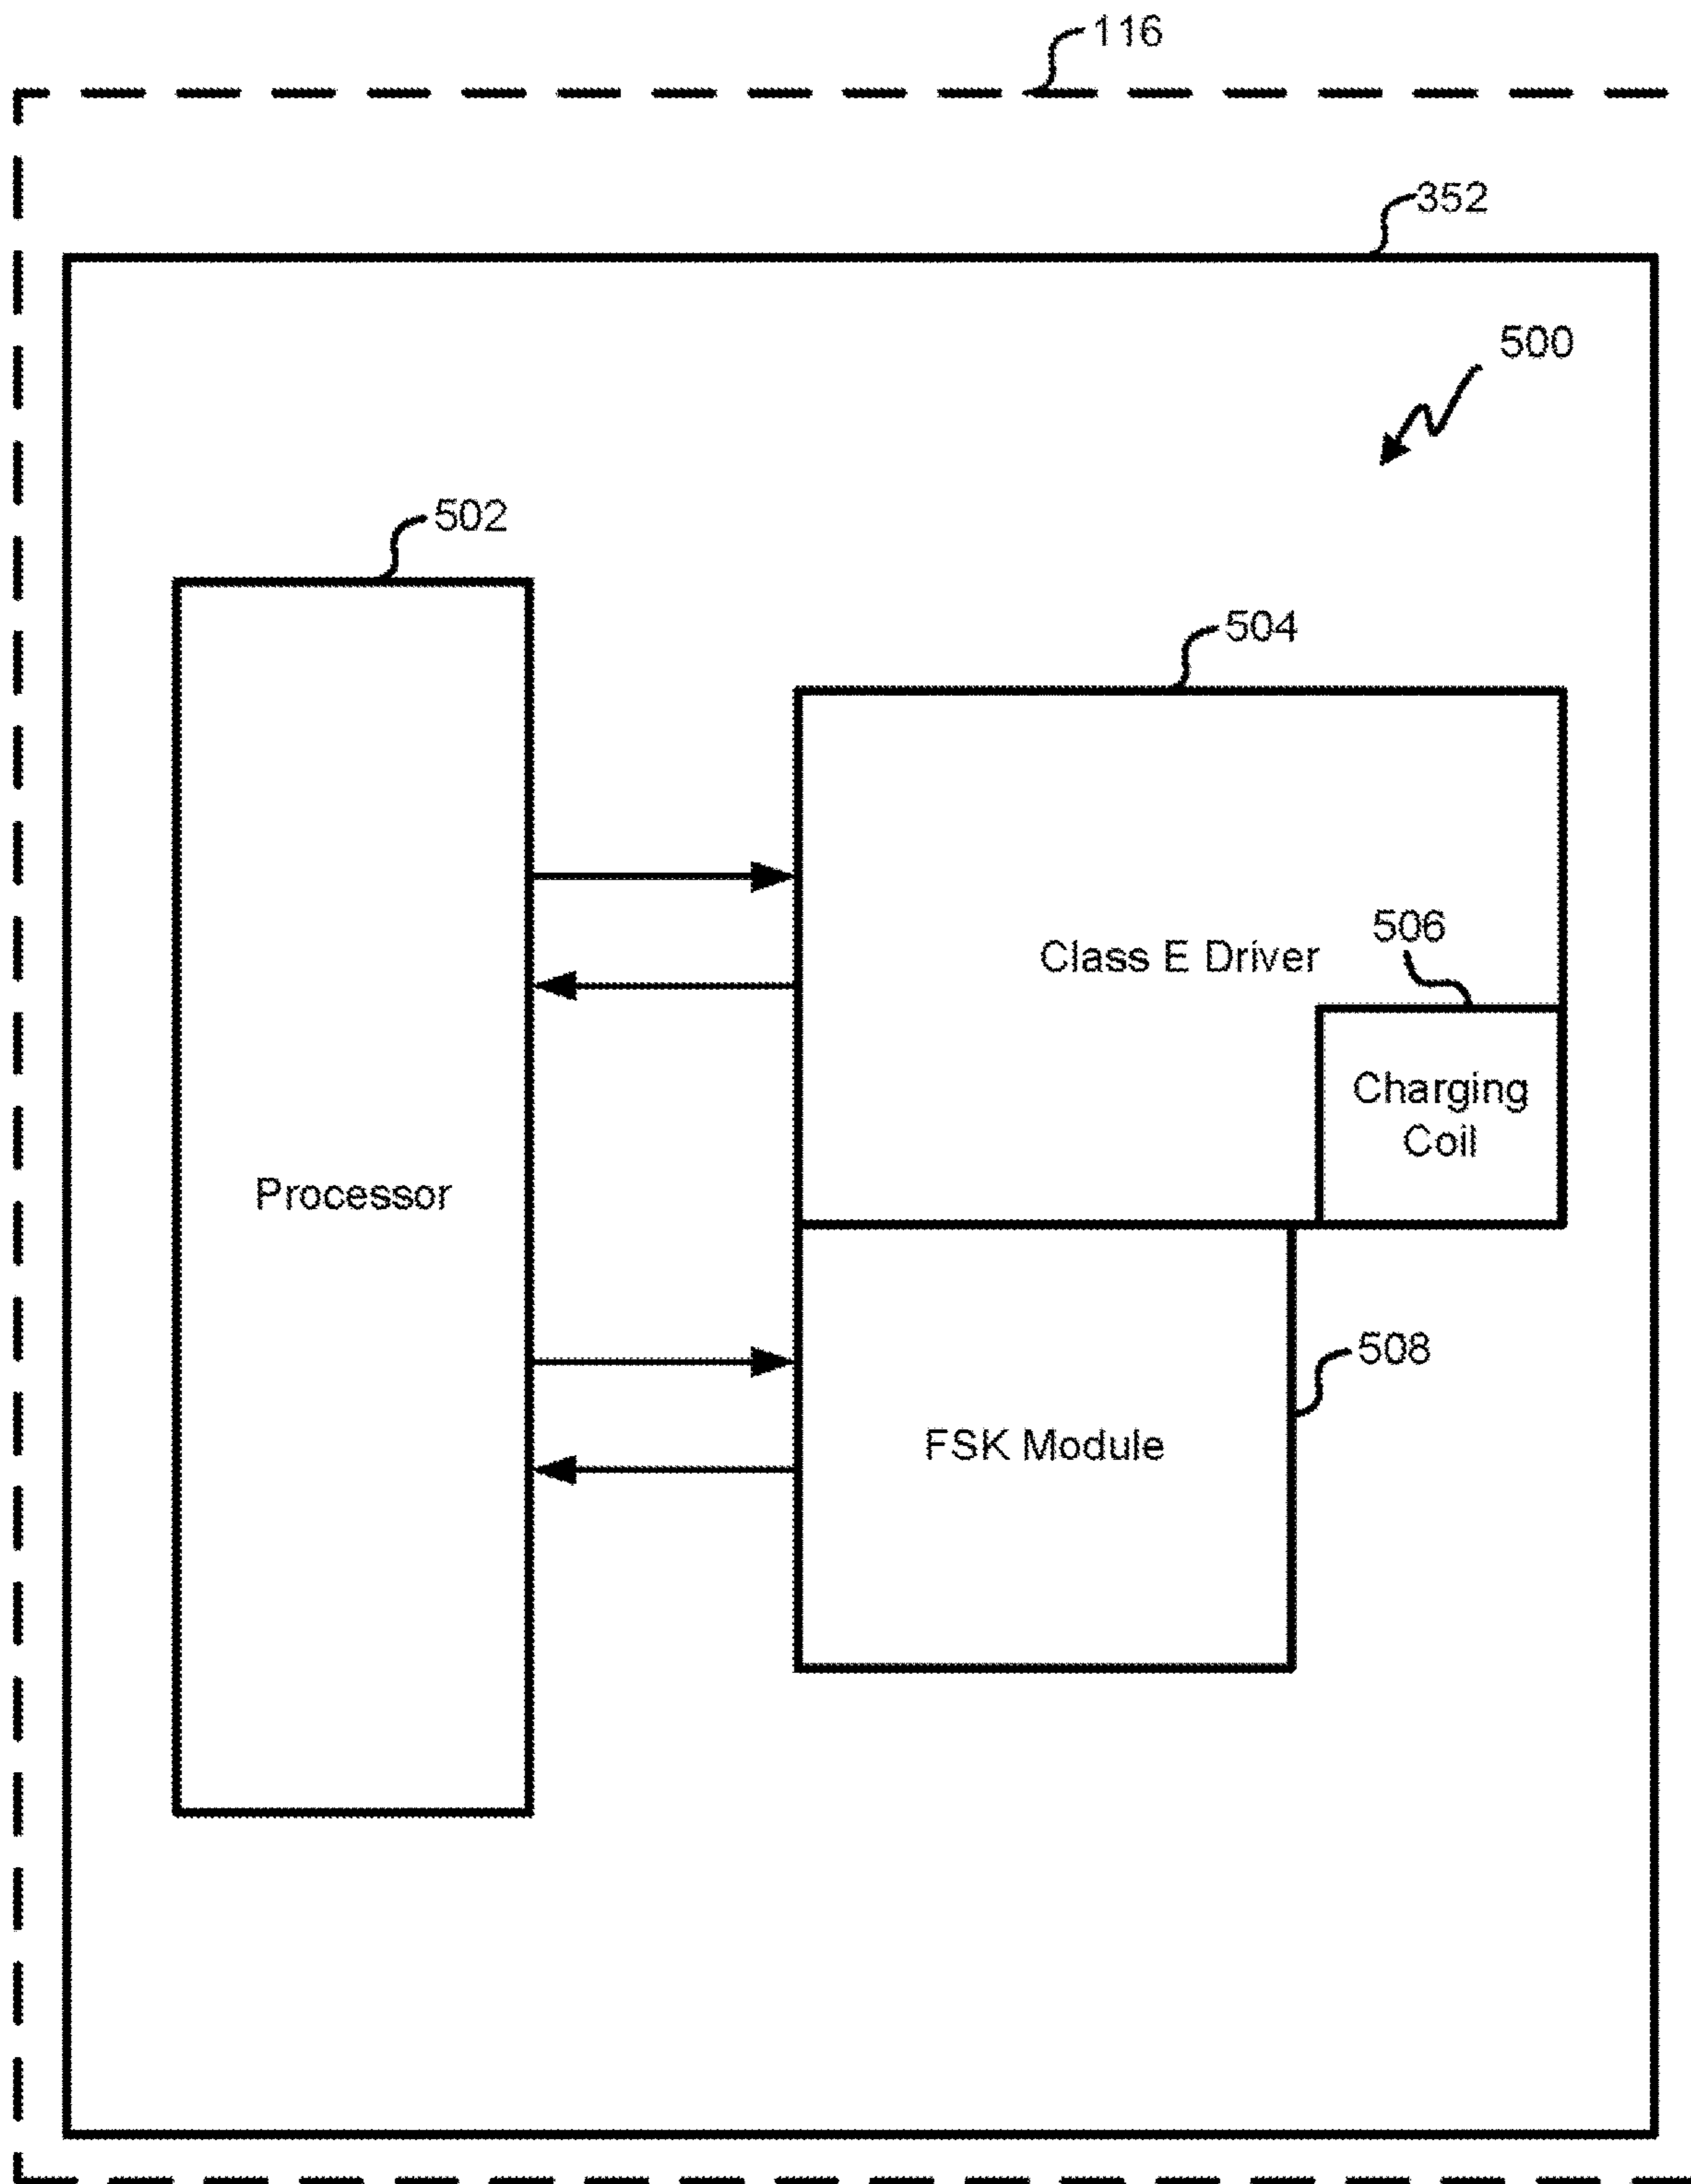 116
352
500
502
504
Class E Driver
506
Charging
Coil
Processor
508
FSK Module